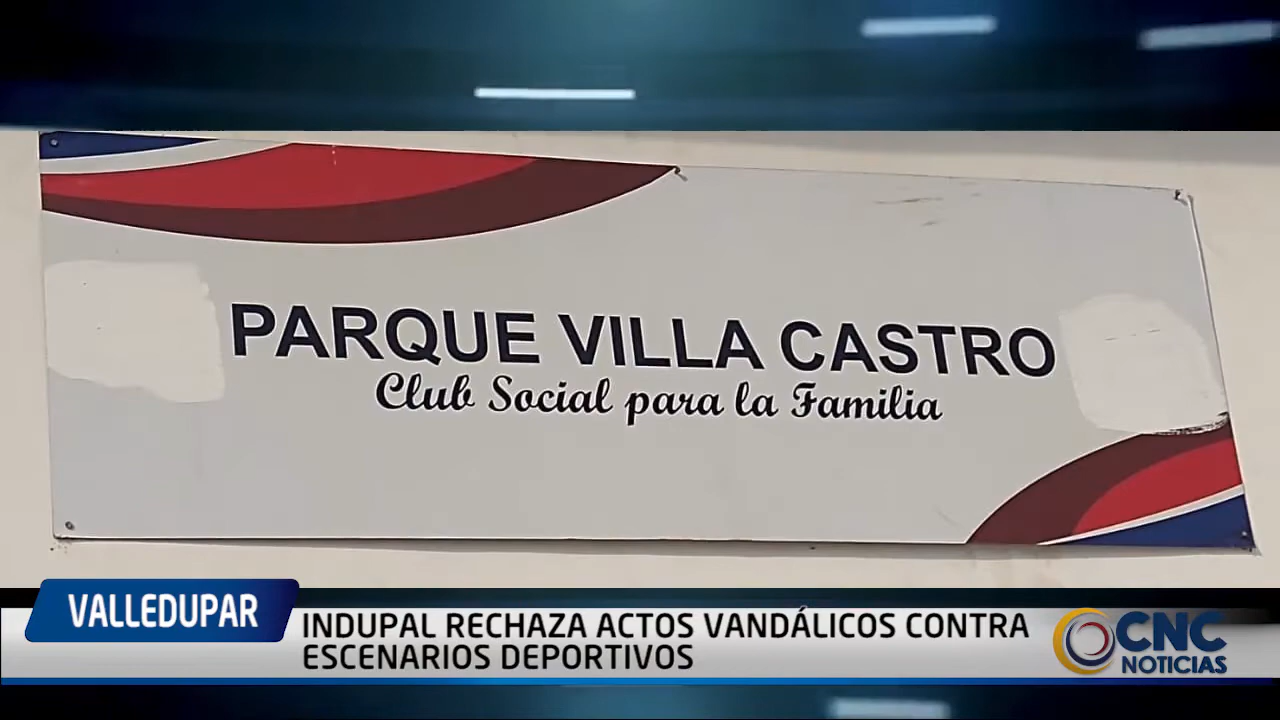 PARQUE VILLA CASTRO
Club Social para la Familia
VALLEDUPAR
INDUPAL RECHAZA ACTOS VANDÁLICOS CONTRA
ESCENARIOS DEPORTIVOS
CNC
NOTICIAS